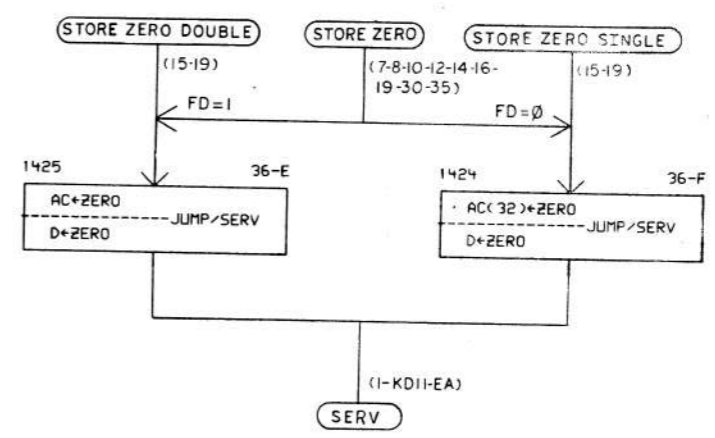 STORE ZERO DOUBLE
STORE ZERO
STORE ZERO SINGLE
(15-19)
(7-8-10-12-14-16-
19-30-35)
(15-19)
FD=1
FD=Ø
1425
36-E
1424
36-F
AC←ZERO
JUMP/SERV
D←ZERO
AC(32)←ZERO
JUMP/SERV
D←ZERO
(1-KD11-EA)
SERV